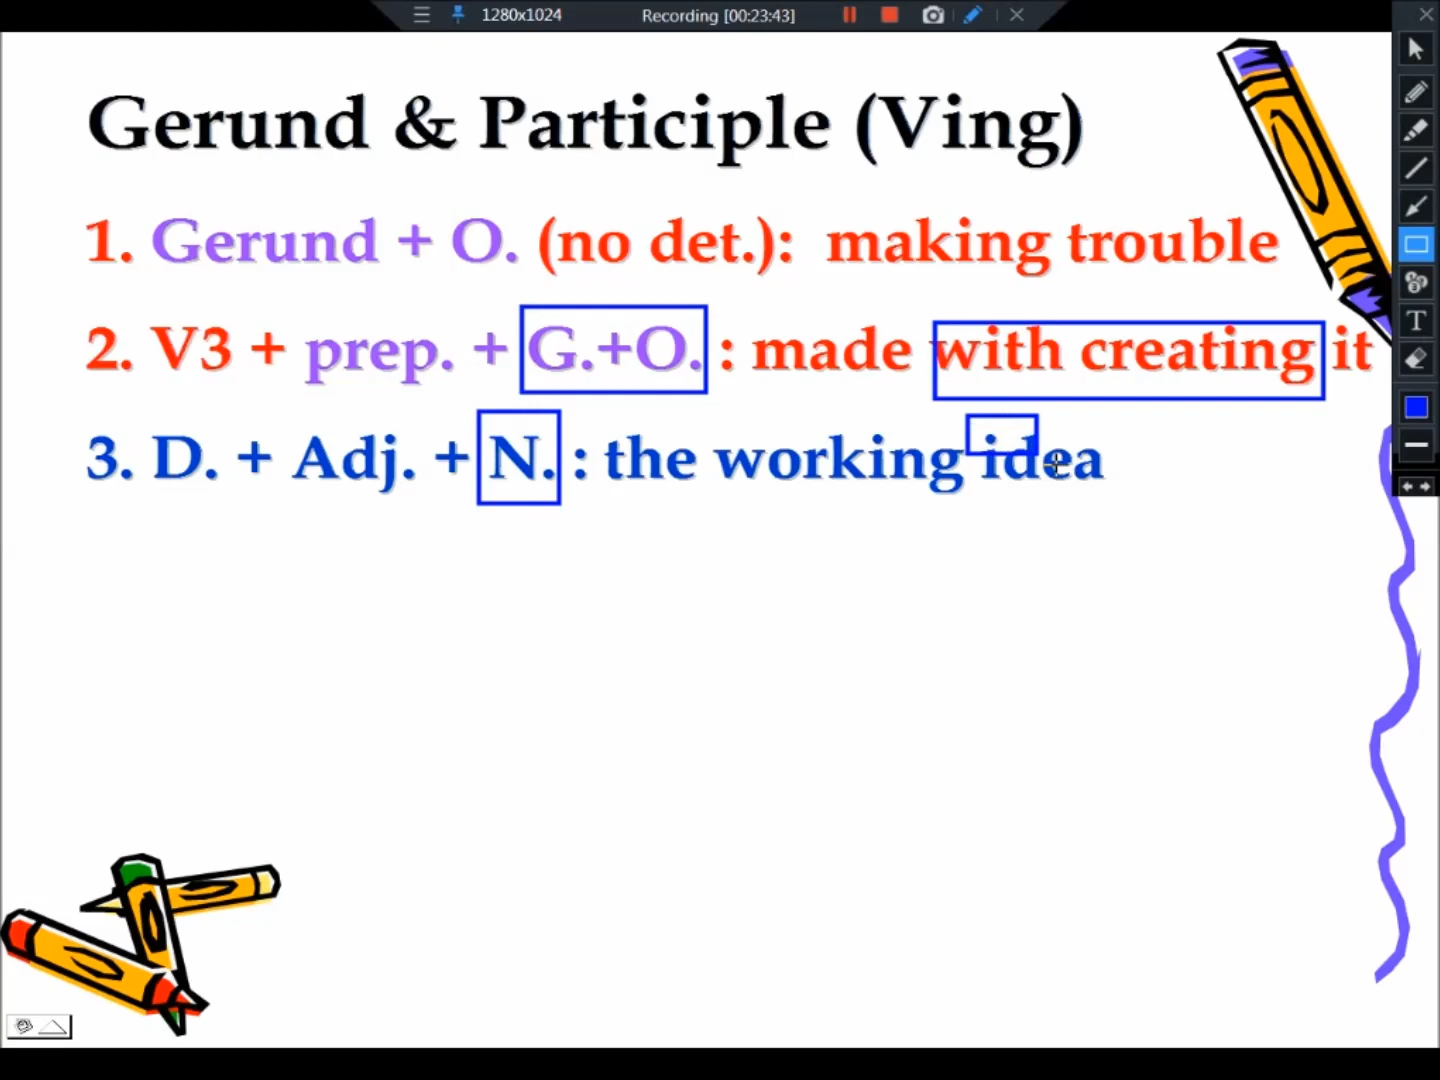 1280x1024 Recording [00:23:43]
Gerund & Participle (Ving)
1. Gerund + O. (no det.): making trouble
2. V3 + prep. + G.+O. : made with creating it
3. D. + Adj. + N. : the working idea
T